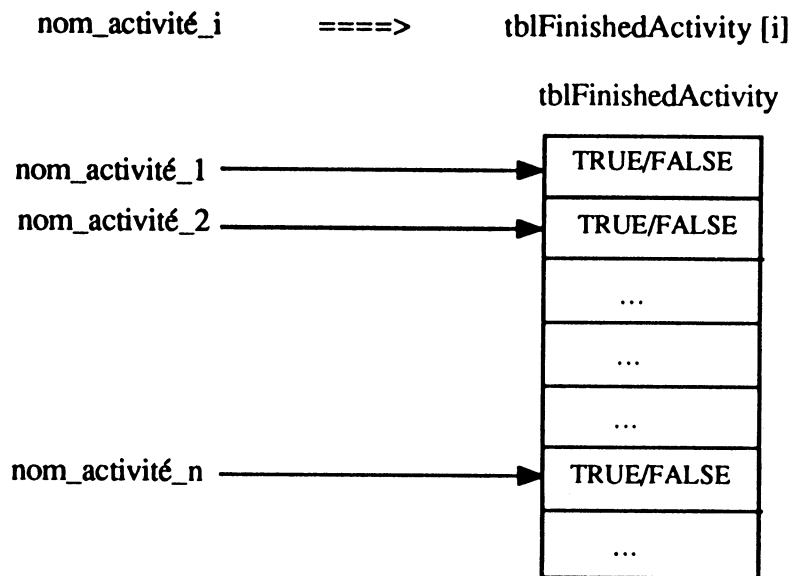 nom_activité_i ====> tblFinishedActivity [i]
tblFinishedActivity
nom_activité_1 TRUE/FALSE
nom_activité_2 TRUE/FALSE
...
...
...
nom_activité_n TRUE/FALSE
...